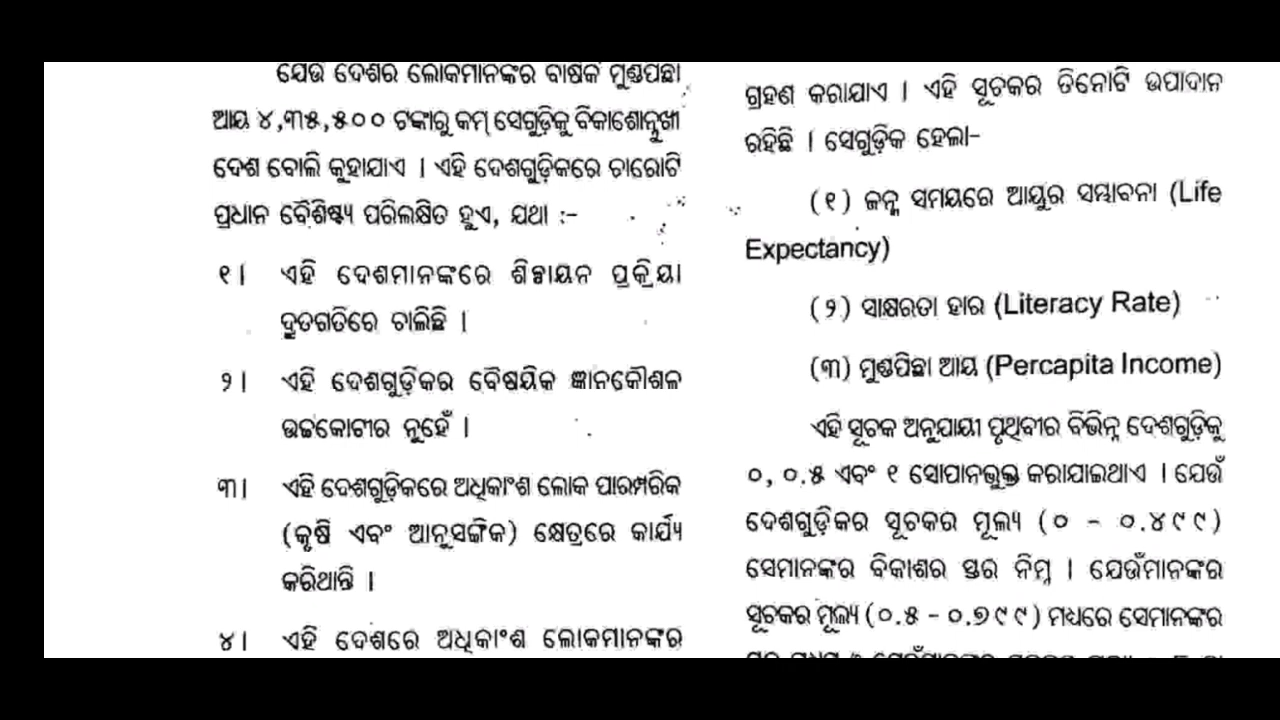 ଯେଉଁ ଦେଶର ଲୋକମାନଙ୍କର ବାର୍ଷିକ ମୁଣ୍ଡପିଛା
ଆୟ ୪,୩୫,୫୦୦ ଟଙ୍କାରୁ କମ୍ ସେଗୁଡ଼ିକୁ ବିକାଶୋନ୍ମୁଖୀ
ଦେଶ ବୋଲି କୁହାଯାଏ । ଏହି ଦେଶଗୁଡ଼ିକରେ ଚାରୋଟି
ପ୍ରଧାନ ବୈଶିଷ୍ଟ୍ୟ ପରିଲକ୍ଷିତ ହୁଏ, ଯଥା :-
୧। ଏହି ଦେଶମାନଙ୍କରେ ଶିଳ୍ପାୟନ ପ୍ରକ୍ରିୟା
ଦ୍ରୁତଗତିରେ ଚାଲିଛି ।
୨। ଏହି ଦେଶଗୁଡ଼ିକର ବୈଷୟିକ ଜ୍ଞାନକୌଶଳ
ଉଚ୍ଚକୋଟୀର ନୁହେଁ ।
୩। ଏହି ଦେଶଗୁଡ଼ିକରେ ଅଧିକାଂଶ ଲୋକ ପାରମ୍ପରିକ
(କୃଷି ଏବଂ ଆନୁସଙ୍ଗିକ) କ୍ଷେତ୍ରରେ କାର୍ଯ୍ୟ
କରିଥାନ୍ତି ।
୪। ଏହି ଦେଶରେ ଅଧିକାଂଶ ଲୋକମାନଙ୍କର
ଗ୍ରହଣ କରାଯାଏ । ଏହି ସୂଚକର ତିନୋଟି ଉପାଦାନ
ରହିଛି । ସେଗୁଡ଼ିକ ହେଲା-
(୧) ଜନ୍ମ ସମୟରେ ଆୟୁର ସମ୍ଭାବନା (Life
Expectancy)
(୨) ସାକ୍ଷରତା ହାର (Literacy Rate)
(୩) ମୁଣ୍ଡପିଛା ଆୟ (Percapita Income)
ଏହି ସୂଚକ ଅନୁଯାୟୀ ପୃଥିବୀର ବିଭିନ୍ନ ଦେଶଗୁଡ଼ିକୁ
୦, ୦.୫ ଏବଂ ୧ ସୋପାନଭୁକ୍ତ କରାଯାଇଥାଏ । ଯେଉଁ
ଦେଶଗୁଡ଼ିକର ସୂଚକର ମୂଲ୍ୟ (୦ - ୦.୪୯୯)
ସେମାନଙ୍କର ବିକାଶର ସ୍ତର ନିମ୍ନ । ଯେଉଁମାନଙ୍କର
ସୂଚକର ମୂଲ୍ୟ (୦.୫ - ୦.୭୯୯) ମଧ୍ୟରେ ସେମାନଙ୍କର